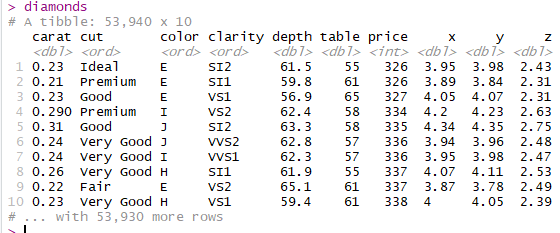 > diamonds
# A tibble: 53,940 x 10
carat cut color clarity depth table price x y z
<dbl> <ord> <ord> <ord> <dbl> <dbl> <int> <dbl> <dbl> <dbl>
1 0.23 Ideal E SI2 61.5 55 326 3.95 3.98 2.43
2 0.21 Premium E SI1 59.8 61 326 3.89 3.84 2.31
3 0.23 Good E VS1 56.9 65 327 4.05 4.07 2.31
4 0.290 Premium I VS2 62.4 58 334 4.2 4.23 2.63
5 0.31 Good J SI2 63.3 58 335 4.34 4.35 2.75
6 0.24 Very Good J VVS2 62.8 57 336 3.94 3.96 2.48
7 0.24 Very Good I VVS1 62.3 57 336 3.95 3.98 2.47
8 0.26 Very Good H SI1 61.9 55 337 4.07 4.11 2.53
9 0.22 Fair E VS2 65.1 61 337 3.87 3.78 2.49
10 0.23 Very Good H VS1 59.4 61 338 4 4.05 2.39
# ... with 53,930 more rows
>